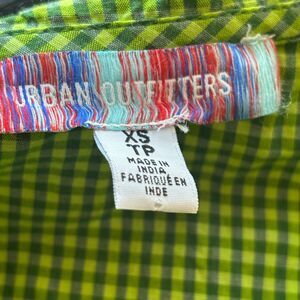 URBAN OUTFITTERS
XS
TP
MADE IN
INDIA
FABRIQUÉ EN
INDE